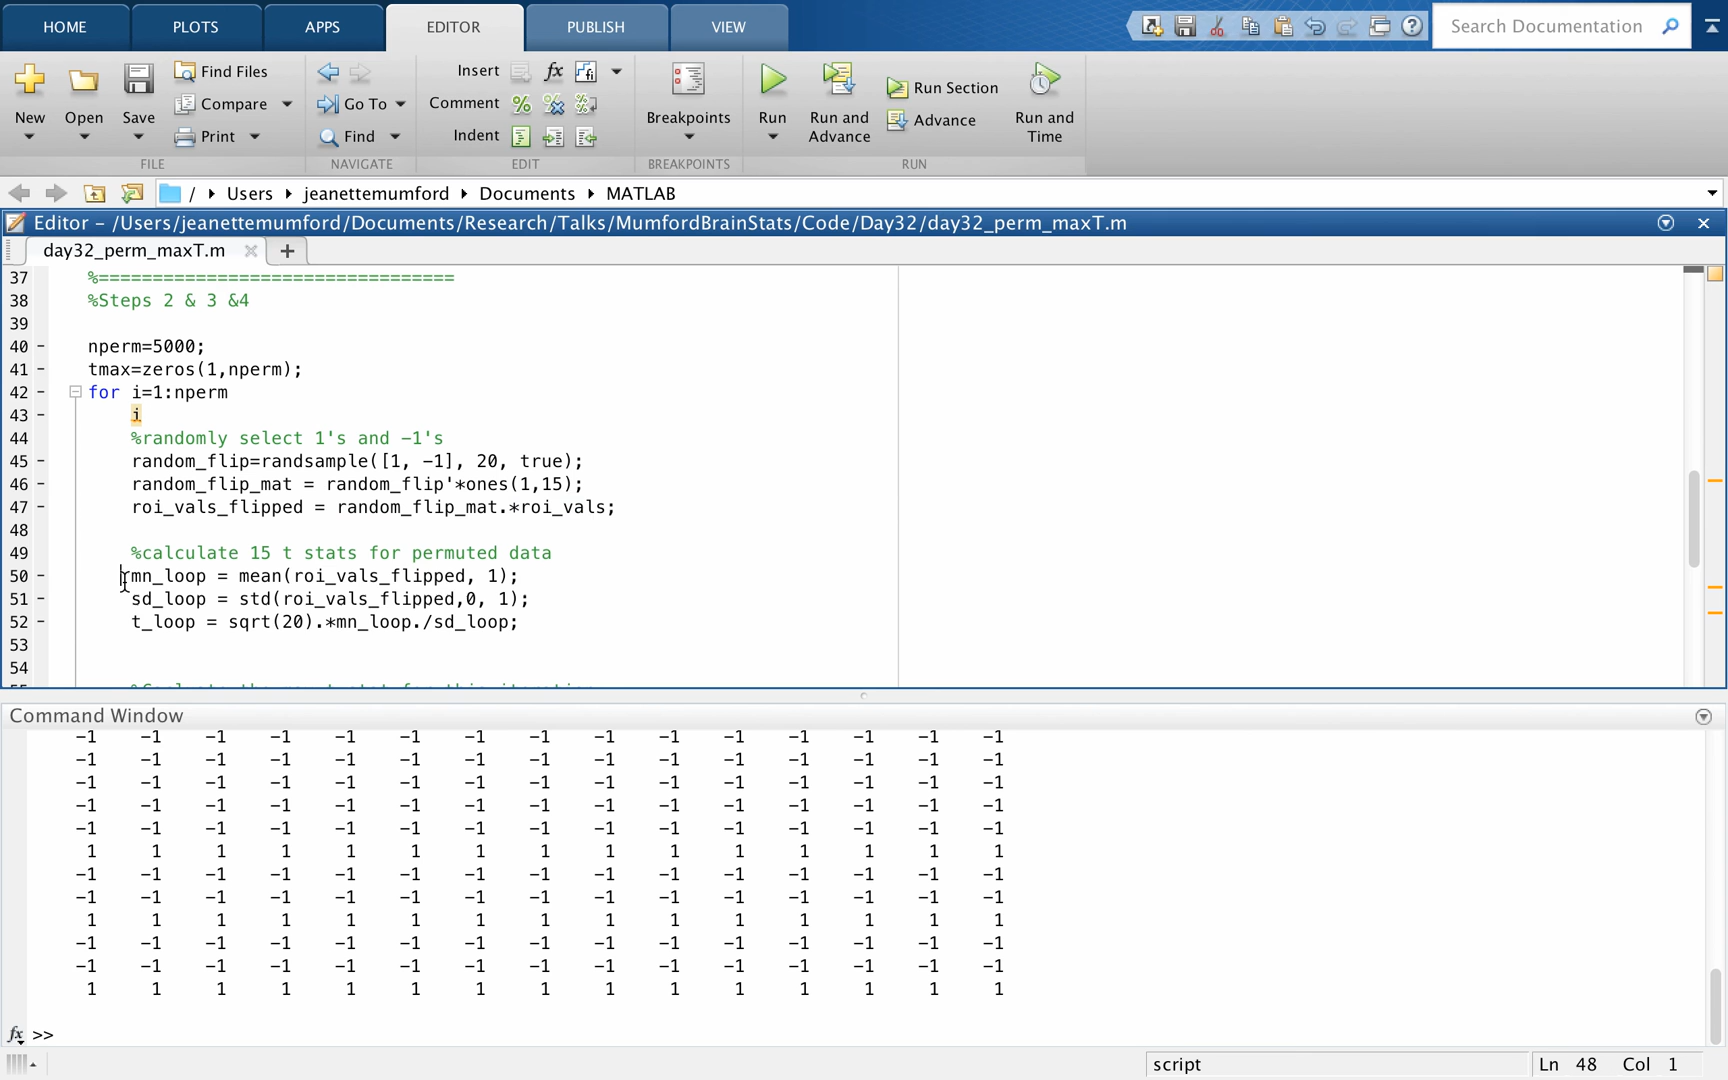 HOME PLOTS APPS EDITOR PUBLISH VIEW Search Documentation
New Open Save Find Files Compare Print FILE
Go To Find NAVIGATE
Insert fx Comment Indent EDIT
Breakpoints BREAKPOINTS
Run Run and Advance Run Section Advance Run and Time RUN
/ Users jeanettemumford Documents MATLAB
Editor - /Users/jeanettemumford/Documents/Research/Talks/MumfordBrainStats/Code/Day32/day32_perm_maxT.m
day32_perm_maxT.m
37 %=================================
38 %Steps 2 & 3 &4
39
40 - nperm=5000;
41 - tmax=zeros(1,nperm);
42 - for i=1:nperm
43 - i
44 %randomly select 1's and -1's
45 - random_flip=randsample([1, -1], 20, true);
46 - random_flip_mat = random_flip'*ones(1,15);
47 - roi_vals_flipped = random_flip_mat.*roi_vals;
48
49 %calculate 15 t stats for permuted data
50 - mn_loop = mean(roi_vals_flipped, 1);
51 - sd_loop = std(roi_vals_flipped,0, 1);
52 - t_loop = sqrt(20).*mn_loop./sd_loop;
53
54
Command Window
-1 -1 -1 -1 -1 -1 -1 -1 -1 -1 -1 -1 -1 -1 -1
-1 -1 -1 -1 -1 -1 -1 -1 -1 -1 -1 -1 -1 -1 -1
-1 -1 -1 -1 -1 -1 -1 -1 -1 -1 -1 -1 -1 -1 -1
-1 -1 -1 -1 -1 -1 -1 -1 -1 -1 -1 -1 -1 -1 -1
-1 -1 -1 -1 -1 -1 -1 -1 -1 -1 -1 -1 -1 -1 -1
1 1 1 1 1 1 1 1 1 1 1 1 1 1 1
-1 -1 -1 -1 -1 -1 -1 -1 -1 -1 -1 -1 -1 -1 -1
-1 -1 -1 -1 -1 -1 -1 -1 -1 -1 -1 -1 -1 -1 -1
1 1 1 1 1 1 1 1 1 1 1 1 1 1 1
-1 -1 -1 -1 -1 -1 -1 -1 -1 -1 -1 -1 -1 -1 -1
-1 -1 -1 -1 -1 -1 -1 -1 -1 -1 -1 -1 -1 -1 -1
1 1 1 1 1 1 1 1 1 1 1 1 1 1 1
fx >>
script Ln 48 Col 1